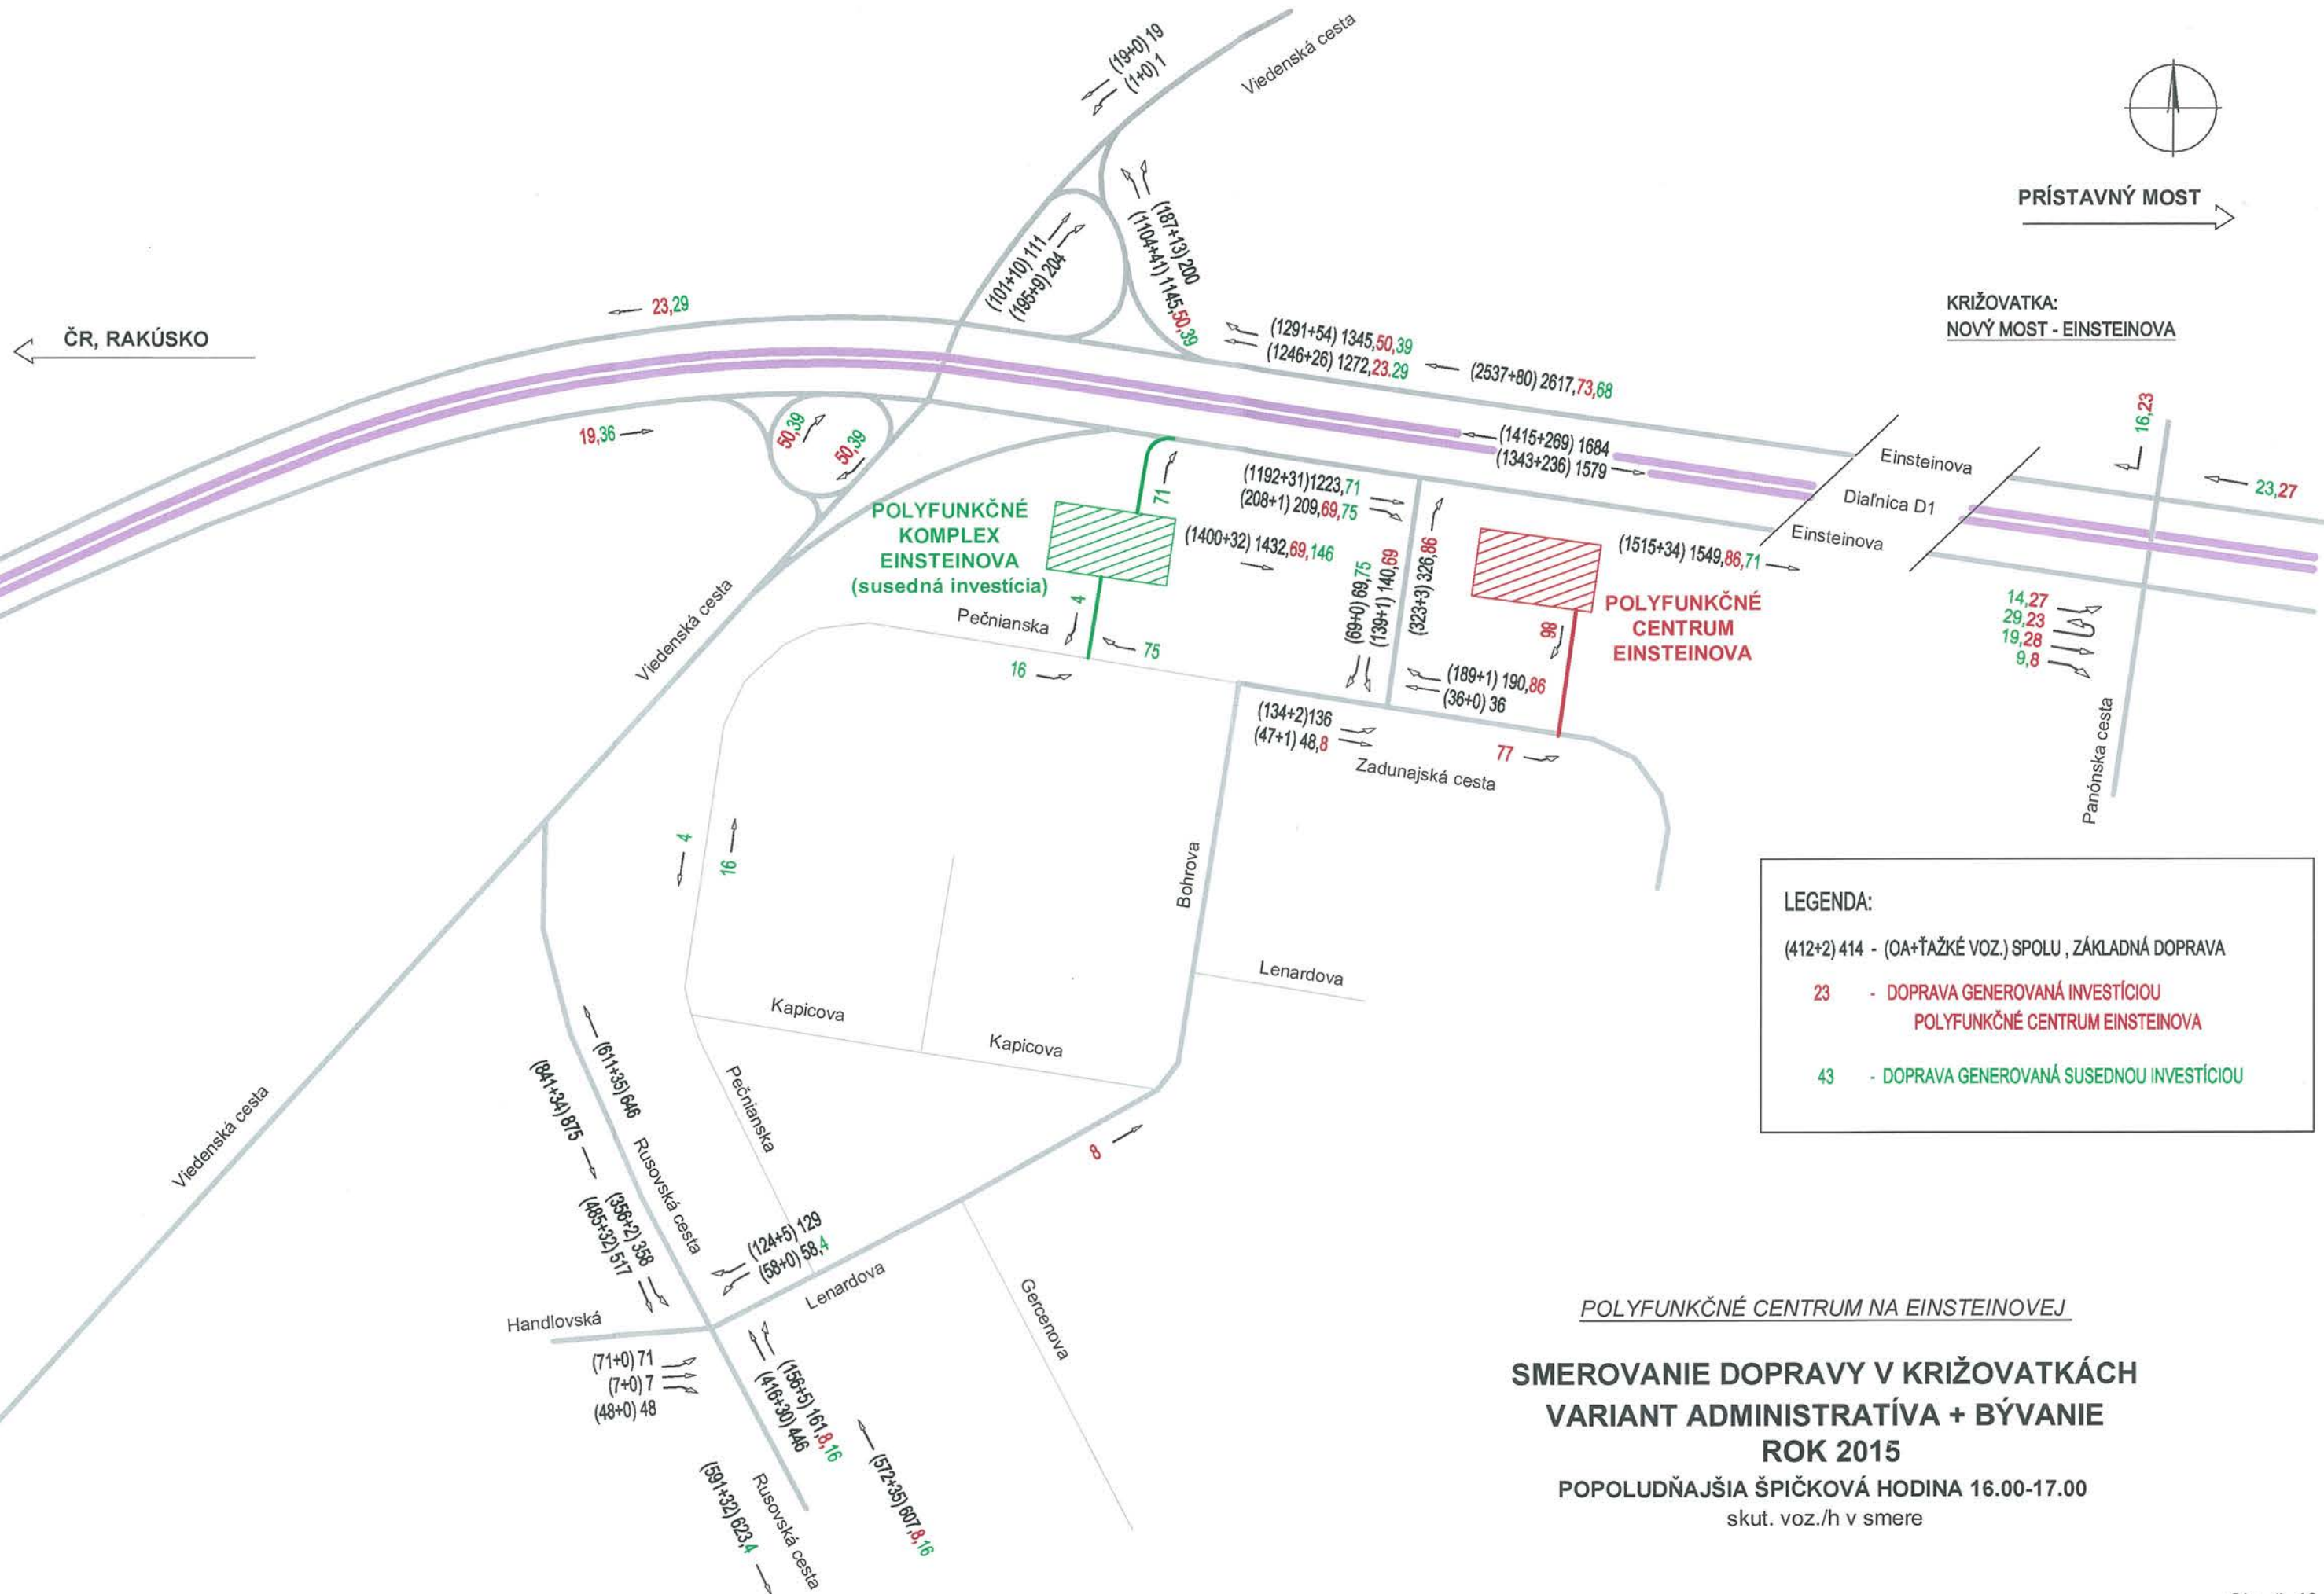 (19+0) 19
(1+0) 1
Viedenská cesta
PRÍSTAVNÝ MOST
KRIŽOVATKA:
NOVÝ MOST - EINSTEINOVA
ČR, RAKÚSKO
23,29
(101+10) 111
(195+9) 204
(187+13) 200
(1104+41) 1145,50,39
(1291+54) 1345,50,39
(1246+26) 1272,23.29
(2537+80) 2617,73,68
19,36
50,39
50,39
(1415+269) 1684
(1343+236) 1579
Einsteinova
Diaľnica D1
Einsteinova
16,23
23,27
POLYFUNKČNÉ
KOMPLEX
EINSTEINOVA
(susedná investícia)
71
(1192+31)1223,71
(208+1) 209,69,75
(1400+32) 1432,69,146
(69+0) 69,75
(139+1) 140,69
(323+3) 326,86
(1515+34) 1549,86,71
POLYFUNKČNÉ
CENTRUM
EINSTEINOVA
98
14,27
29,23
19,28
9,8
Panónska cesta
Viedenská cesta
Pečnianska
4
75
16
(189+1) 190,86
(36+0) 36
(134+2)136
(47+1) 48,8
77
Zadunajská cesta
4
16
Bohrova
Lenardova
Kapicova
Kapicova
Pečnianska
8
LEGENDA:
(412+2) 414 - (OA+ŤAŽKÉ VOZ.) SPOLU , ZÁKLADNÁ DOPRAVA
23 - DOPRAVA GENEROVANÁ INVESTÍCIOU
POLYFUNKČNÉ CENTRUM EINSTEINOVA
43 - DOPRAVA GENEROVANÁ SUSEDNOU INVESTÍCIOU
Viedenská cesta
(611+35) 646
(841+34) 875
Rusovská cesta
(356+2) 358
(485+32) 517
(124+5) 129
(58+0) 58,4
Lenardova
Gercenova
Handlovská
(71+0) 71
(7+0) 7
(48+0) 48
(156+5) 161,8,16
(416+30) 446
(572+35) 607,8,16
(591+32) 623,4
Rusovská cesta
POLYFUNKČNÉ CENTRUM NA EINSTEINOVEJ
SMEROVANIE DOPRAVY V KRIŽOVATKÁCH
VARIANT ADMINISTRATÍVA + BÝVANIE
ROK 2015
POPOLUDŇAJŠIA ŠPIČKOVÁ HODINA 16.00-17.00
skut. voz./h v smere